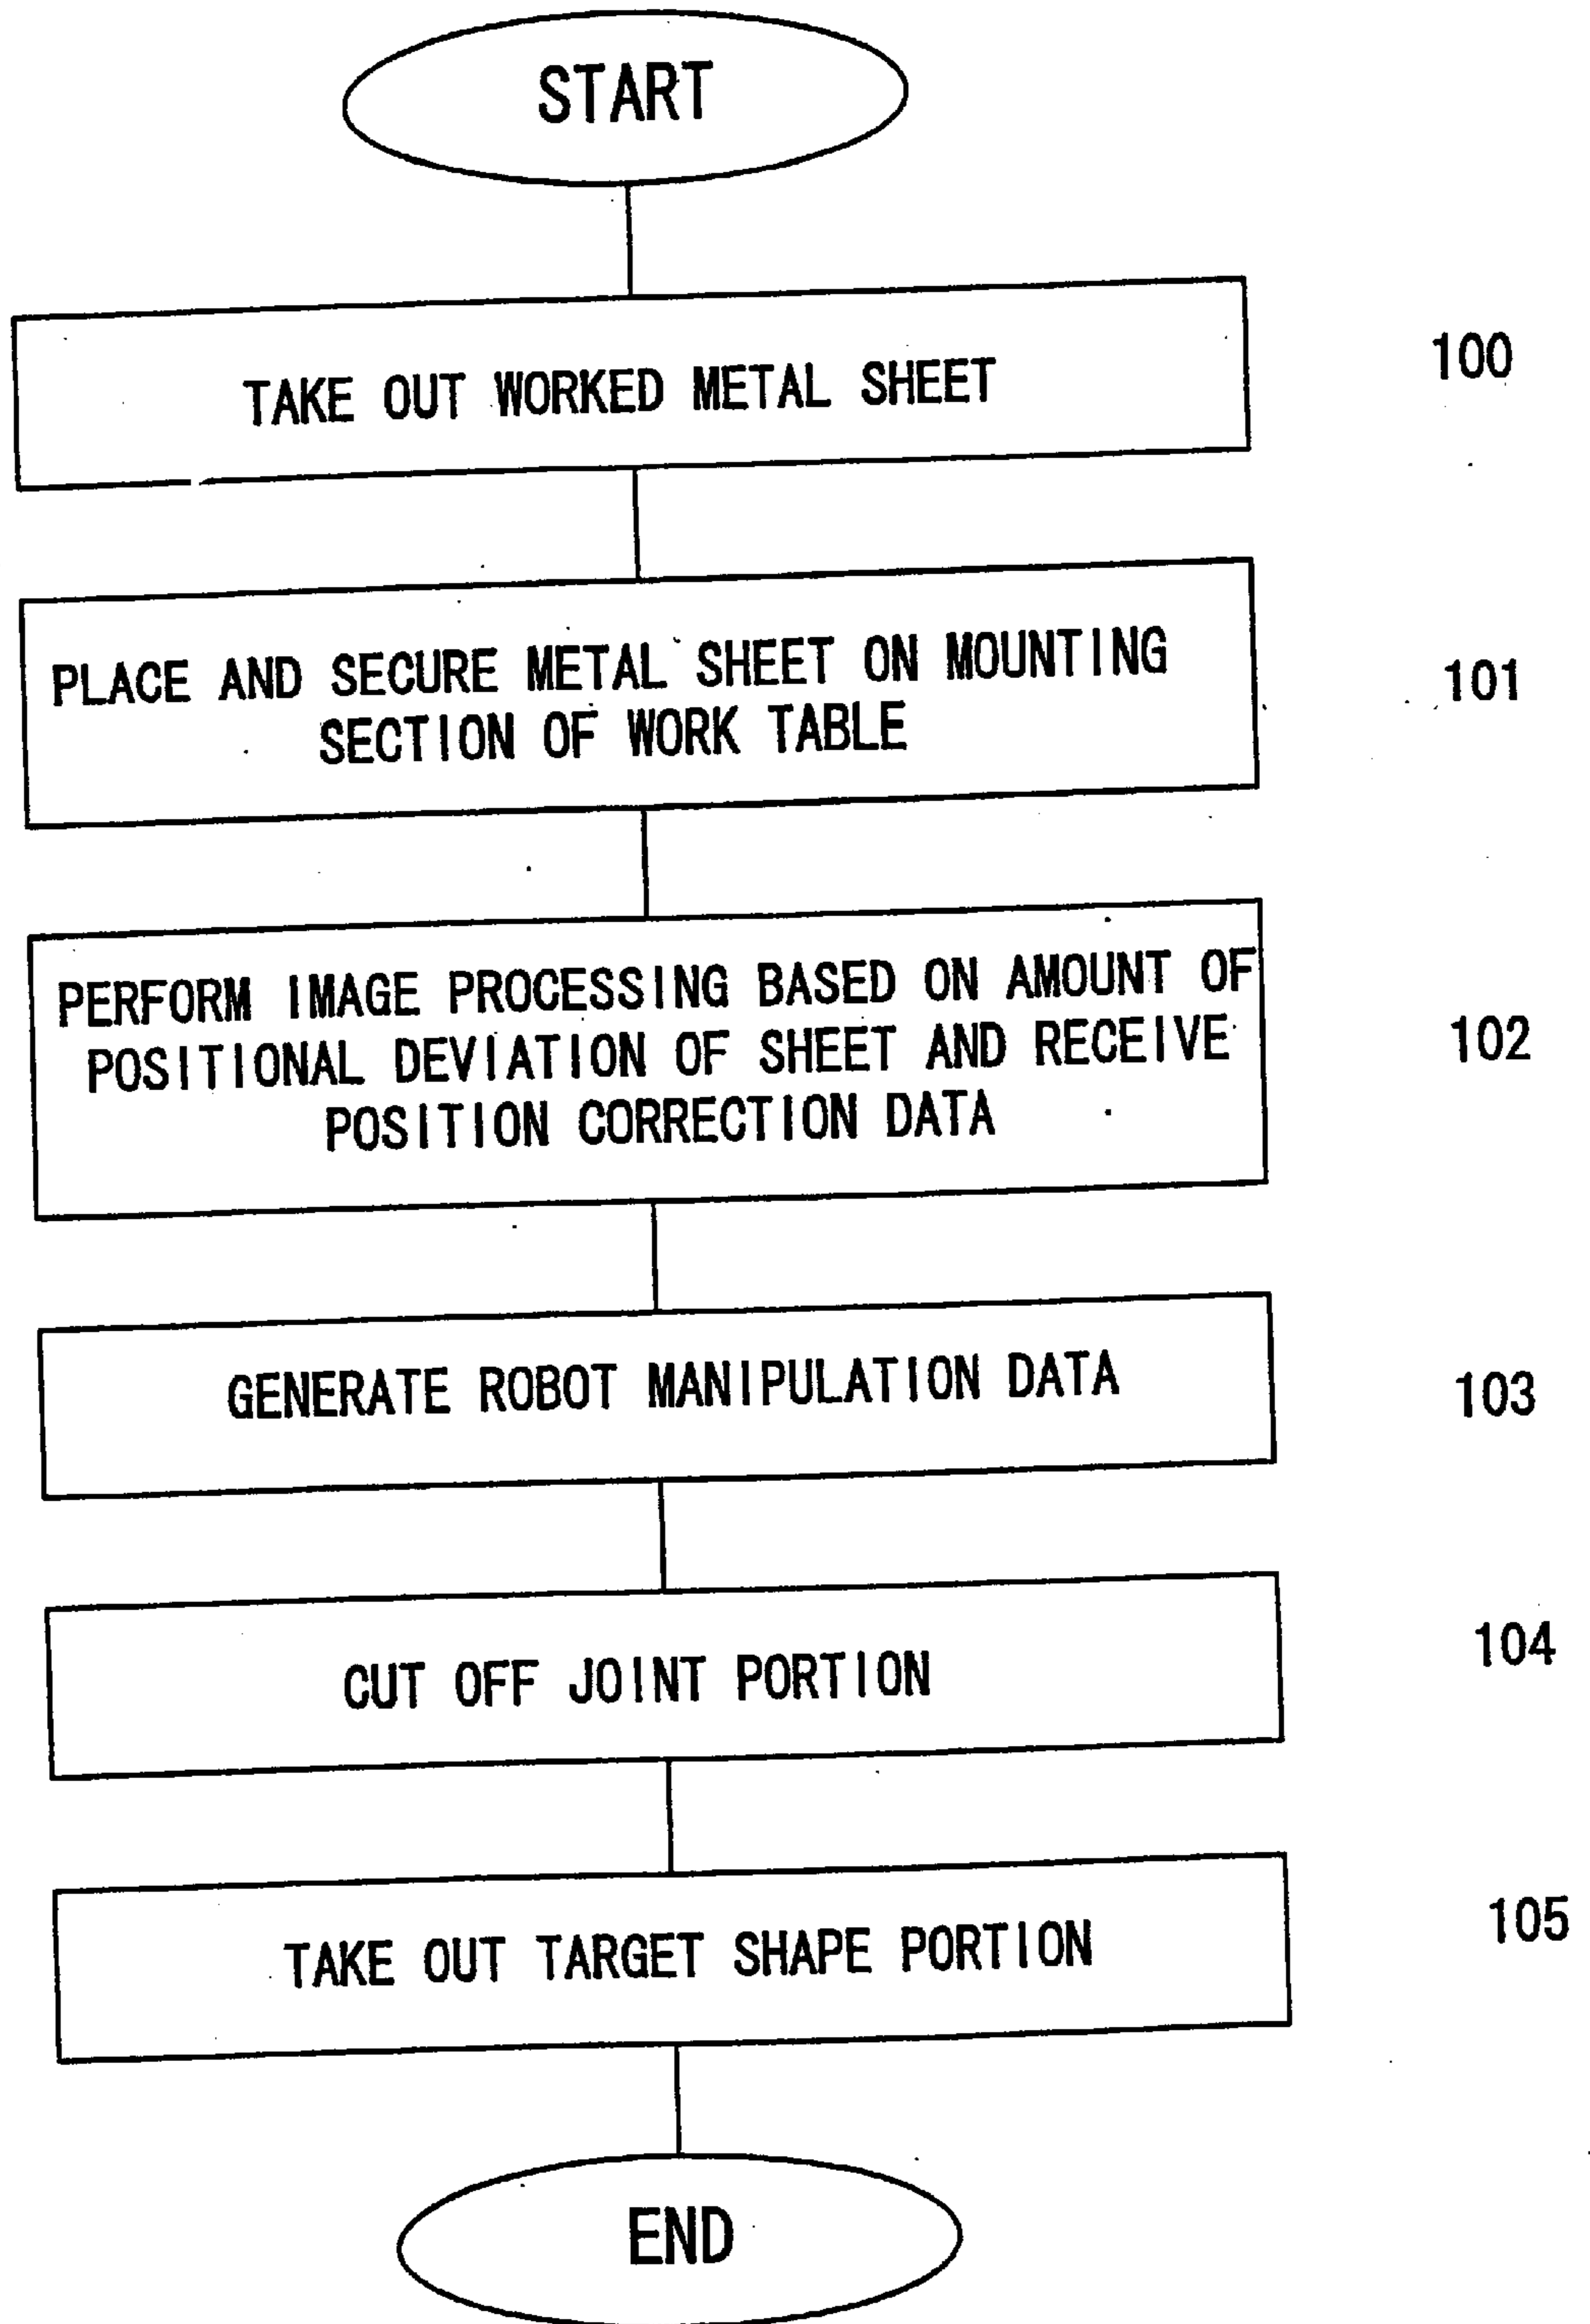 START
TAKE OUT WORKED METAL SHEET
100
PLACE AND SECURE METAL SHEET ON MOUNTING
SECTION OF WORK TABLE
101
PERFORM IMAGE PROCESSING BASED ON AMOUNT OF
POSITIONAL DEVIATION OF SHEET AND RECEIVE
POSITION CORRECTION DATA
102
GENERATE ROBOT MANIPULATION DATA
103
CUT OFF JOINT PORTION
104
TAKE OUT TARGET SHAPE PORTION
105
END